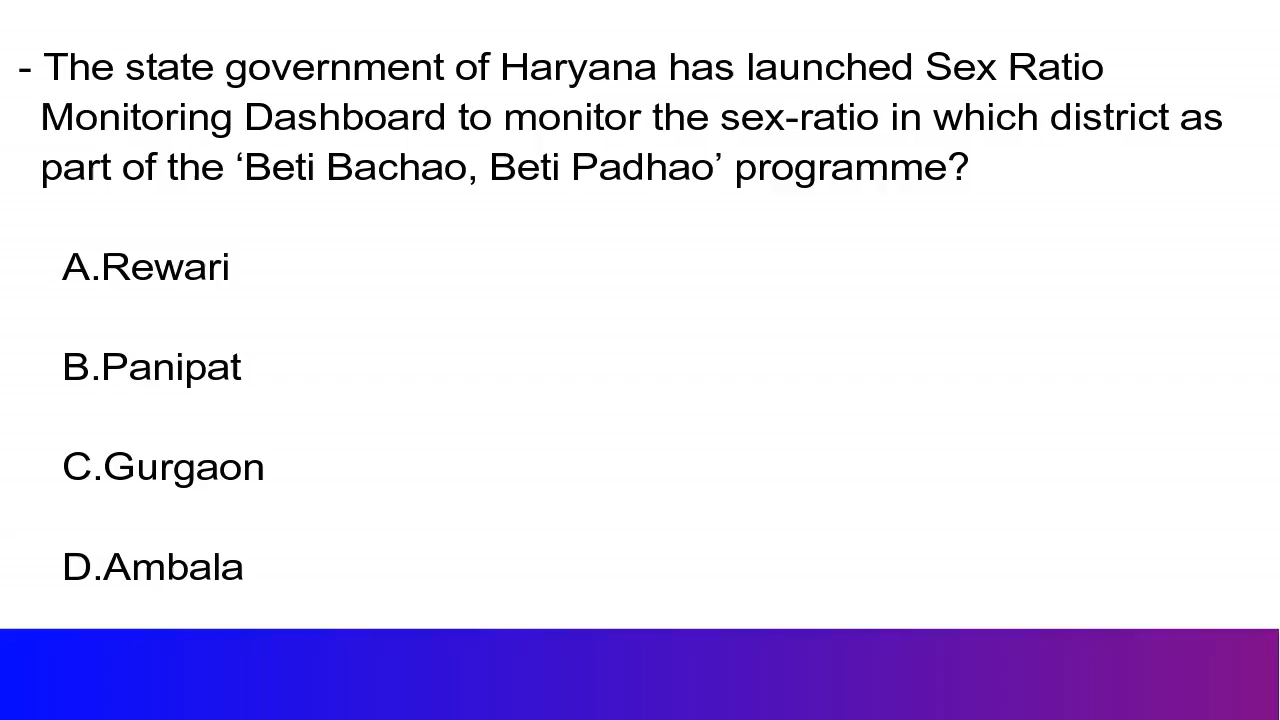 - The state government of Haryana has launched Sex Ratio
Monitoring Dashboard to monitor the sex-ratio in which district as
part of the ‘Beti Bachao, Beti Padhao’ programme?
A.Rewari
B.Panipat
C.Gurgaon
D.Ambala